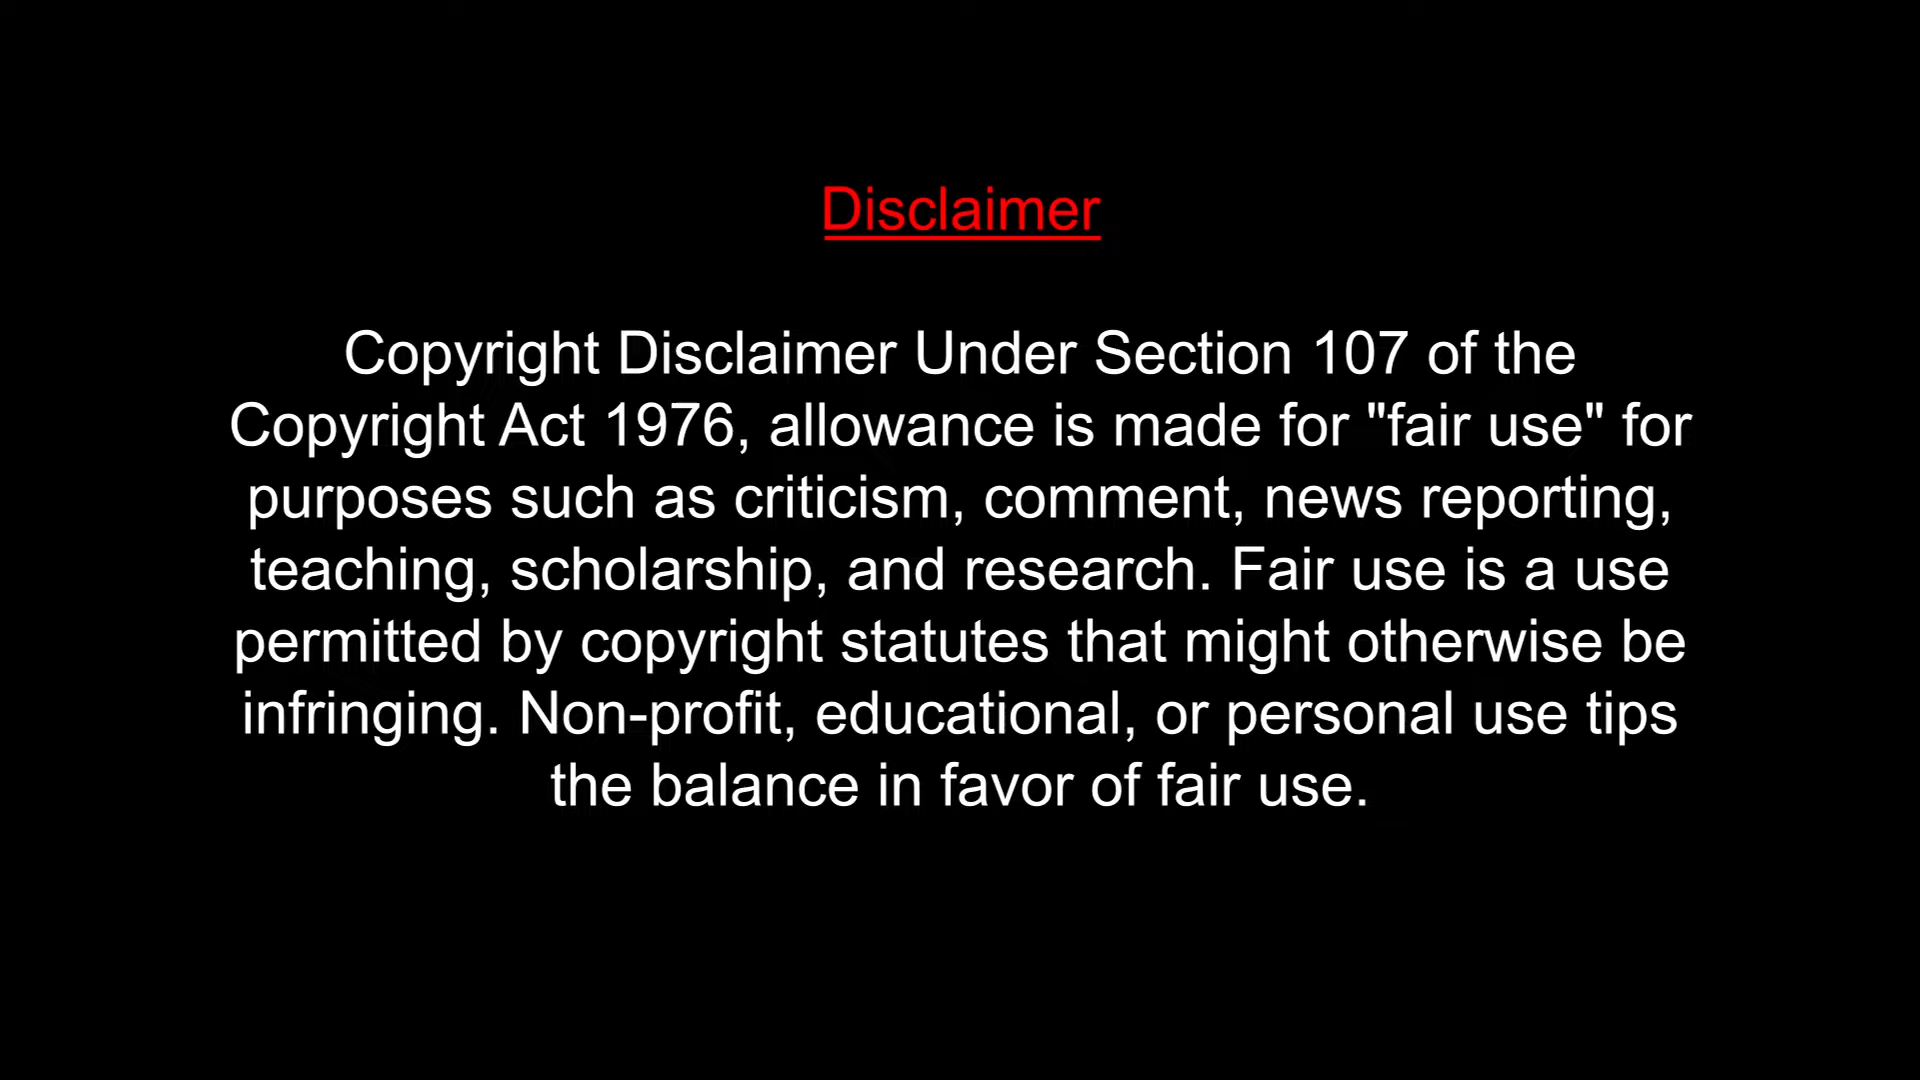 Disclaimer
Copyright Disclaimer Under Section 107 of the
Copyright Act 1976, allowance is made for "fair use" for
purposes such as criticism, comment, news reporting,
teaching, scholarship, and research. Fair use is a use
permitted by copyright statutes that might otherwise be
infringing. Non-profit, educational, or personal use tips
the balance in favor of fair use.